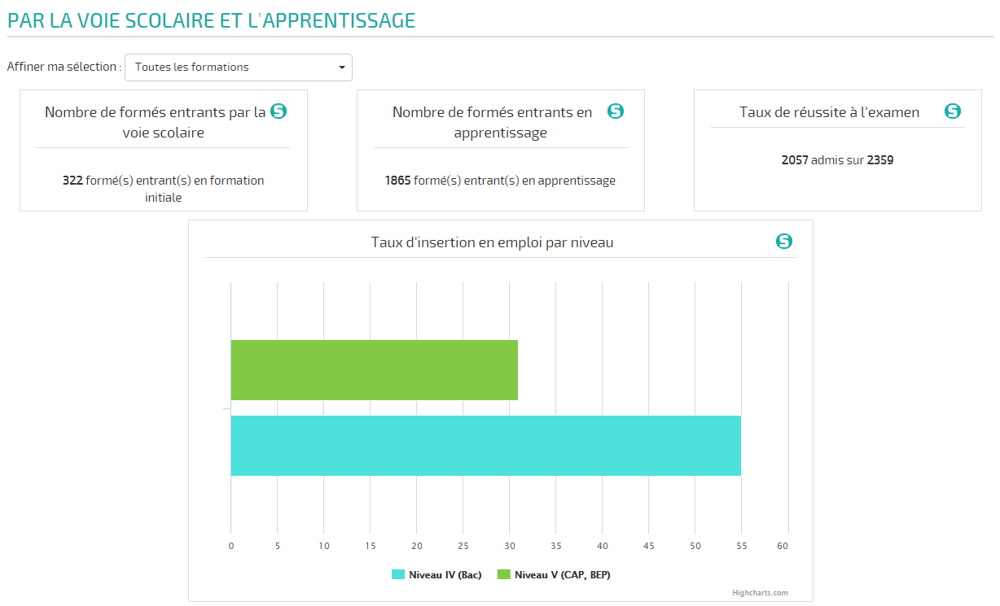 PAR LA VOIE SCOLAIRE ET L'APPRENTISSAGE
Affiner ma sélection : Toutes les formations
Nombre de formés entrants par la
voie scolaire
322 formé(s) entrant(s) en formation
initiale
Nombre de formés entrants en
apprentissage
1865 formé(s) entrant(s) en apprentissage
Taux de réussite à l'examen
2057 admis sur 2359
Taux d'insertion en emploi par niveau
0 5 10 15 20 25 30 35 40 45 50 55 60
Niveau IV (Bac) Niveau V (CAP, BEP)
Highcharts.com